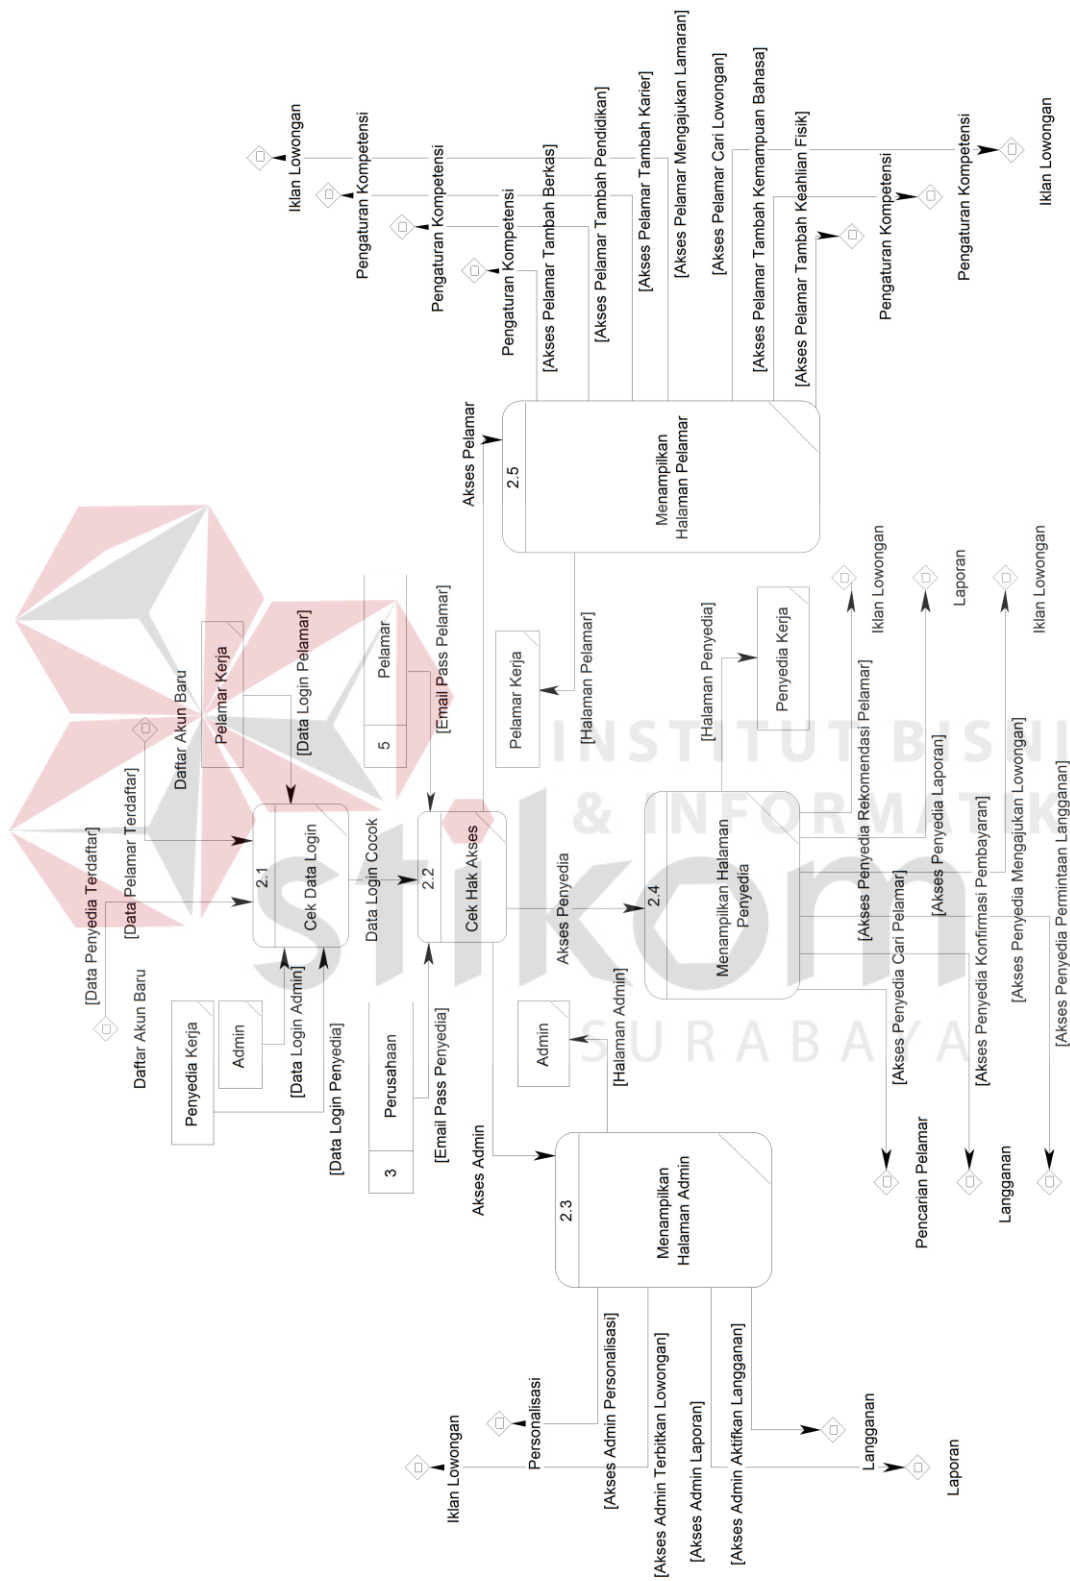 [Data Penyedia Terdaftar]
Daftar Akun Baru
[Data Pelamar Terdaftar]
Daftar Akun Baru
Penyedia Kerja
Admin
[Data Login Admin]
[Data Login Penyedia]
Pelamar Kerja
[Data Login Pelamar]
2.1
Cek Data Login
Data Login Cocok
3
Perusahaan
[Email Pass Penyedia]
5
Pelamar
[Email Pass Pelamar]
2.2
Cek Hak Akses
Akses Admin
Akses Penyedia
Akses Pelamar
2.3
Menampilkan
Halaman Admin
Admin
[Halaman Admin]
Iklan Lowongan
Personalisasi
[Akses Admin Personalisasi]
[Akses Admin Terbitkan Lowongan]
[Akses Admin Laporan]
[Akses Admin Aktifkan Langganan]
Langganan
Laporan
2.4
Menampilkan Halaman
Penyedia
[Halaman Penyedia]
Penyedia Kerja
[Akses Penyedia Rekomendasi Pelamar]
[Akses Penyedia Cari Pelamar]
[Akses Penyedia Laporan]
[Akses Penyedia Konfirmasi Pembayaran]
[Akses Penyedia Mengajukan Lowongan]
[Akses Penyedia Permintaan Langganan]
Pencarian Pelamar
Langganan
Iklan Lowongan
Laporan
Iklan Lowongan
2.5
Menampilkan
Halaman Pelamar
Pelamar Kerja
[Halaman Pelamar]
Iklan Lowongan
Pengaturan Kompetensi
Pengaturan Kompetensi
Pengaturan Kompetensi
[Akses Pelamar Tambah Berkas]
[Akses Pelamar Tambah Pendidikan]
[Akses Pelamar Tambah Karier]
[Akses Pelamar Mengajukan Lamaran]
[Akses Pelamar Cari Lowongan]
[Akses Pelamar Tambah Kemampuan Bahasa]
[Akses Pelamar Tambah Keahlian Fisik]
Pengaturan Kompetensi
Pengaturan Kompetensi
Iklan Lowongan
INSTITUT BISNI
& INFORMATIK
stikom
SURABAYA